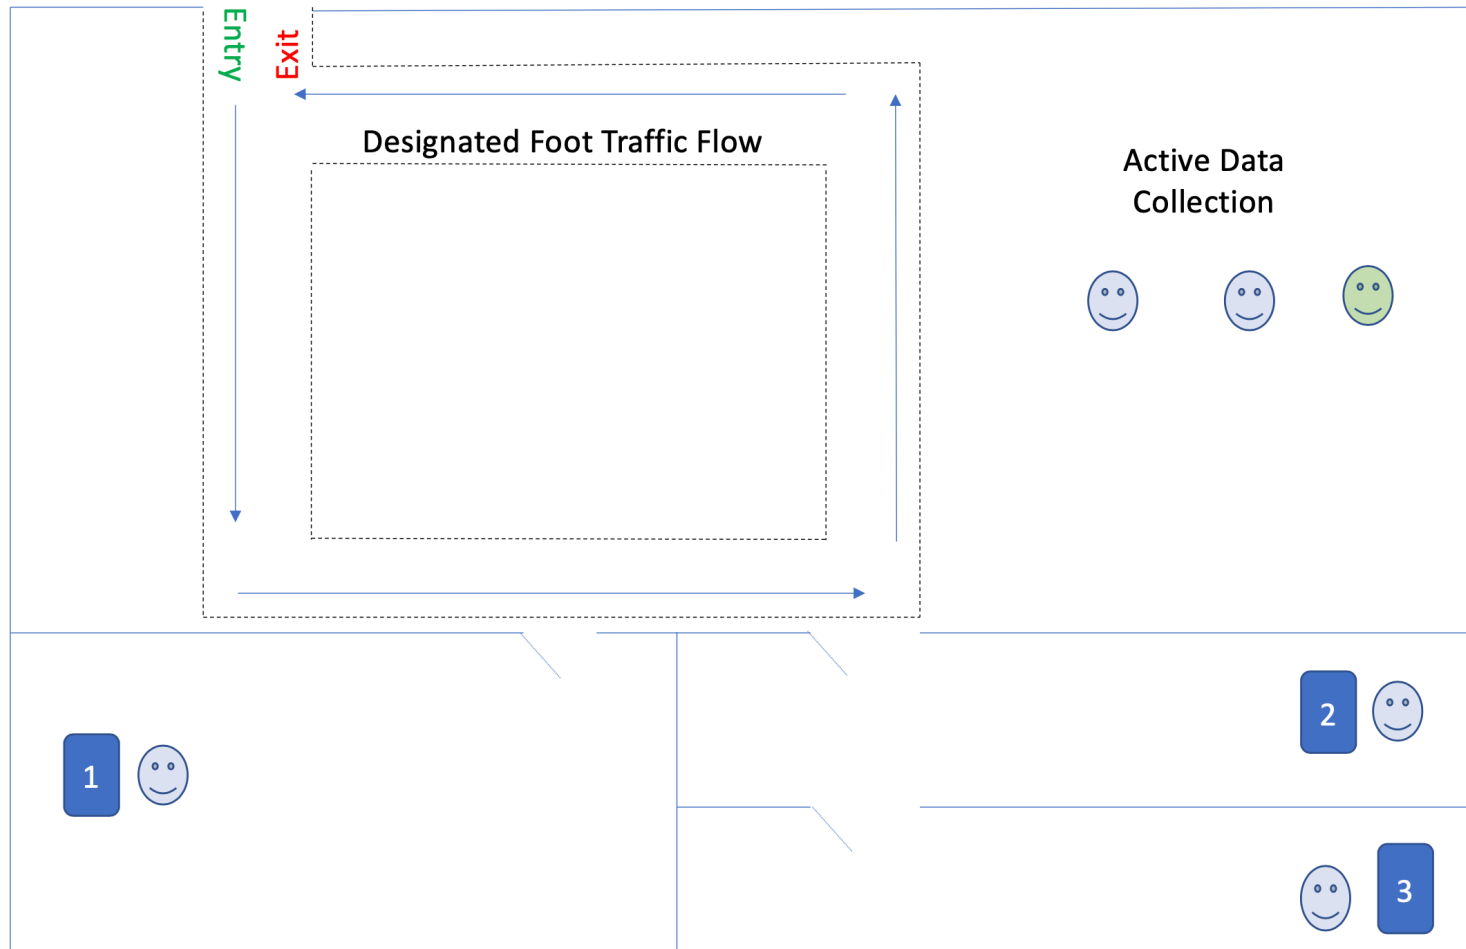 Entry
Exit
Designated Foot Traffic Flow
Active Data
Collection
2
1
3